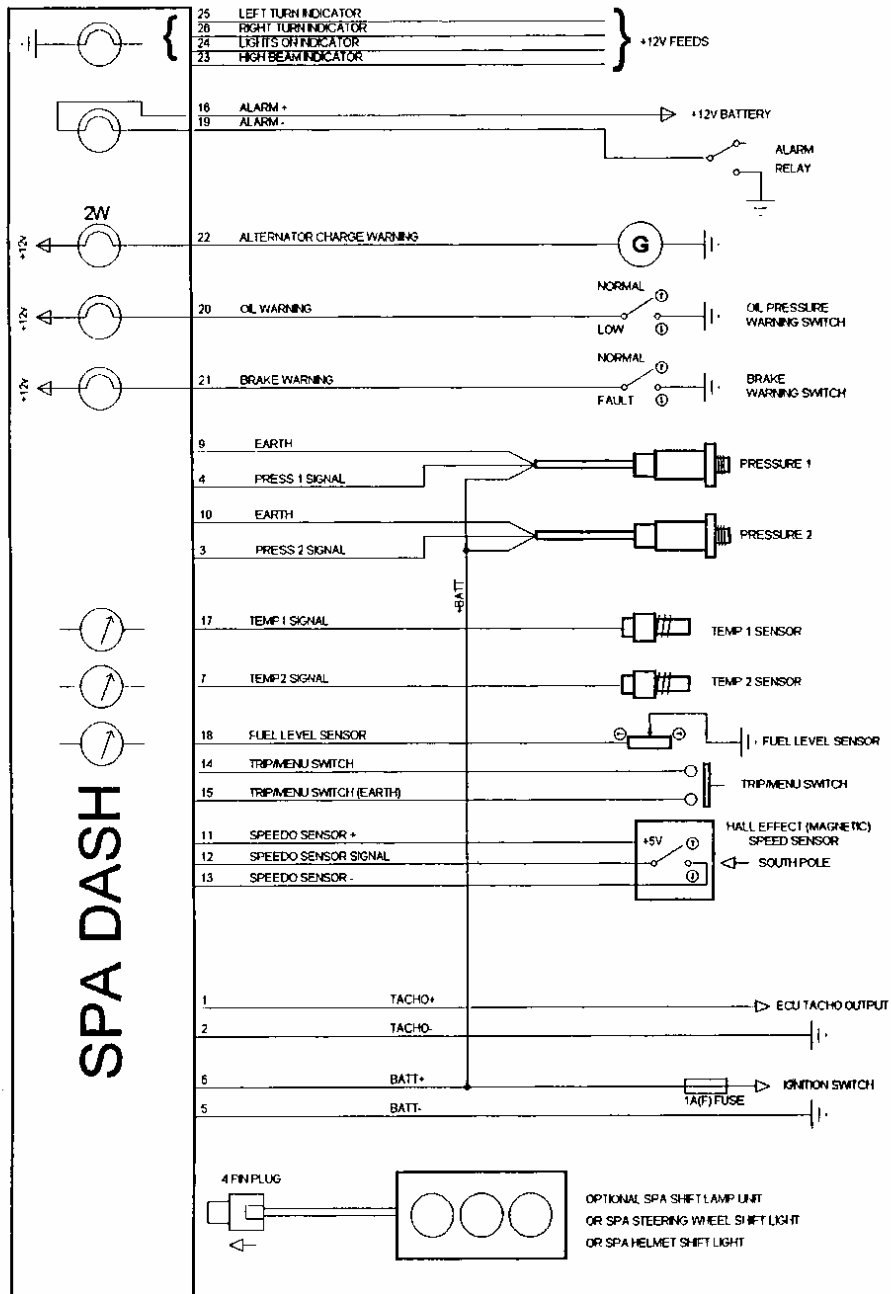 25 LEFT TURN INDICATOR
26 RIGHT TURN INDICATOR
24 LIGHTS ON INDICATOR
23 HIGH BEAM INDICATOR
+12V FEEDS
16 ALARM +
19 ALARM -
+12V BATTERY
ALARM
RELAY
2W
+12v
22 ALTERNATOR CHARGE WARNING
G
+12v
20 OIL WARNING
NORMAL
LOW
OIL PRESSURE
WARNING SWITCH
+12v
21 BRAKE WARNING
NORMAL
FAULT
BRAKE
WARNING SWITCH
9 EARTH
4 PRESS 1 SIGNAL
PRESSURE 1
10 EARTH
3 PRESS 2 SIGNAL
PRESSURE 2
+BATT
17 TEMP 1 SIGNAL
TEMP 1 SENSOR
7 TEMP 2 SIGNAL
TEMP 2 SENSOR
18 FUEL LEVEL SENSOR
FUEL LEVEL SENSOR
14 TRIP/MENU SWITCH
15 TRIP/MENU SWITCH (EARTH)
TRIP/MENU SWITCH
11 SPEEDO SENSOR +
12 SPEEDO SENSOR SIGNAL
13 SPEEDO SENSOR -
+5V
HALL EFFECT (MAGNETIC)
SPEED SENSOR
SOUTH POLE
SPA DASH
1 TACHO+
ECU TACHO OUTPUT
2 TACHO-
6 BATT+
1A(F) FUSE
IGNITION SWITCH
5 BATT-
4 PIN PLUG
OPTIONAL SPA SHIFT LAMP UNIT
OR SPA STEERING WHEEL SHIFT LIGHT
OR SPA HELMET SHIFT LIGHT